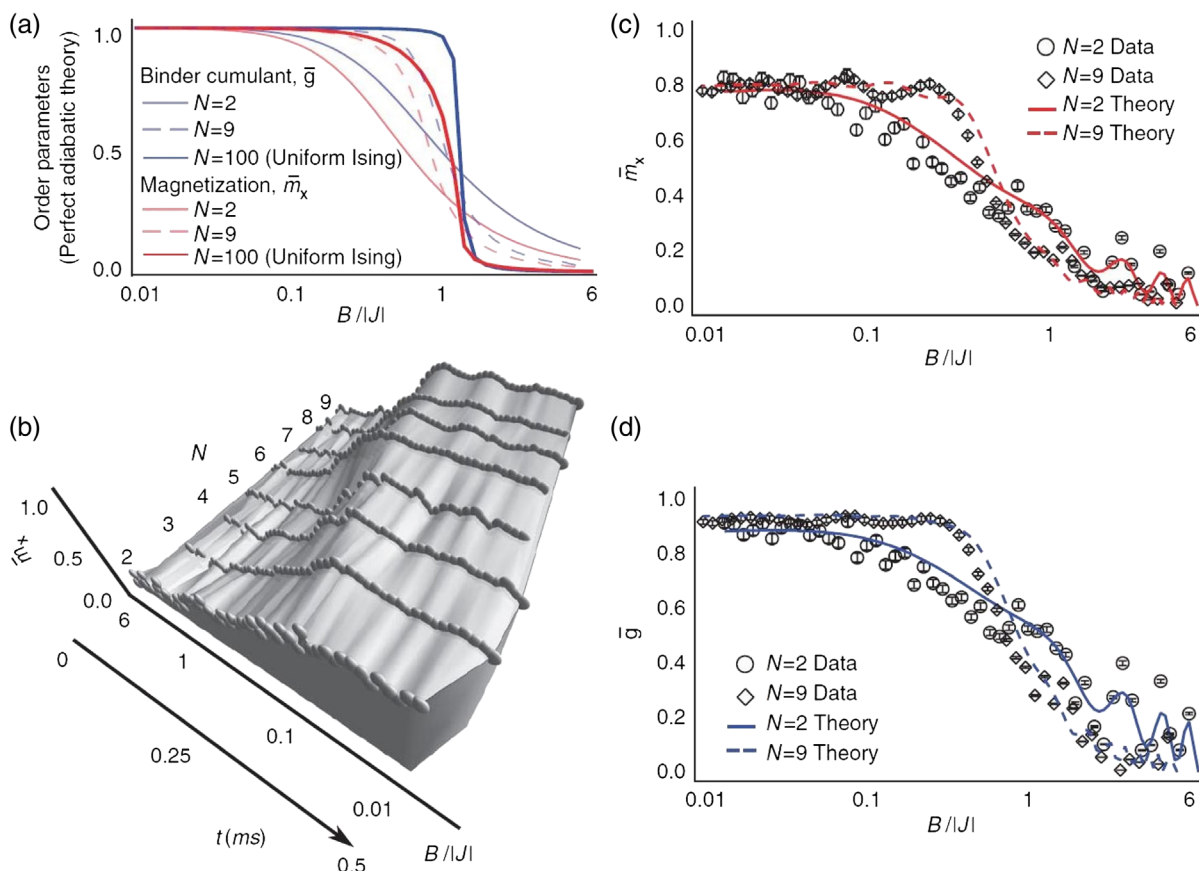 (a)
Order parameters
(Perfect adiabatic theory)
1.0
0.5
0.0
Binder cumulant, g̅
N=2
N=9
N=100 (Uniform Ising)
Magnetization, m̅x
N=2
N=9
N=100 (Uniform Ising)
0.01 0.1 1 6
B/|J|
(b)
N
9
8
7
6
5
4
3
2
1.0
0.5
0.0
6
1
0.1
0.01
B/|J|
0
0.25
0.5
t(ms)
(c)
m̅x
1.0
0.8
0.6
0.4
0.2
0.0
N=2 Data
N=9 Data
N=2 Theory
N=9 Theory
0.01 0.1 1 6
B/|J|
(d)
g̅
1.0
0.8
0.6
0.4
0.2
0.0
N=2 Data
N=9 Data
N=2 Theory
N=9 Theory
0.01 0.1 1 6
B/|J|